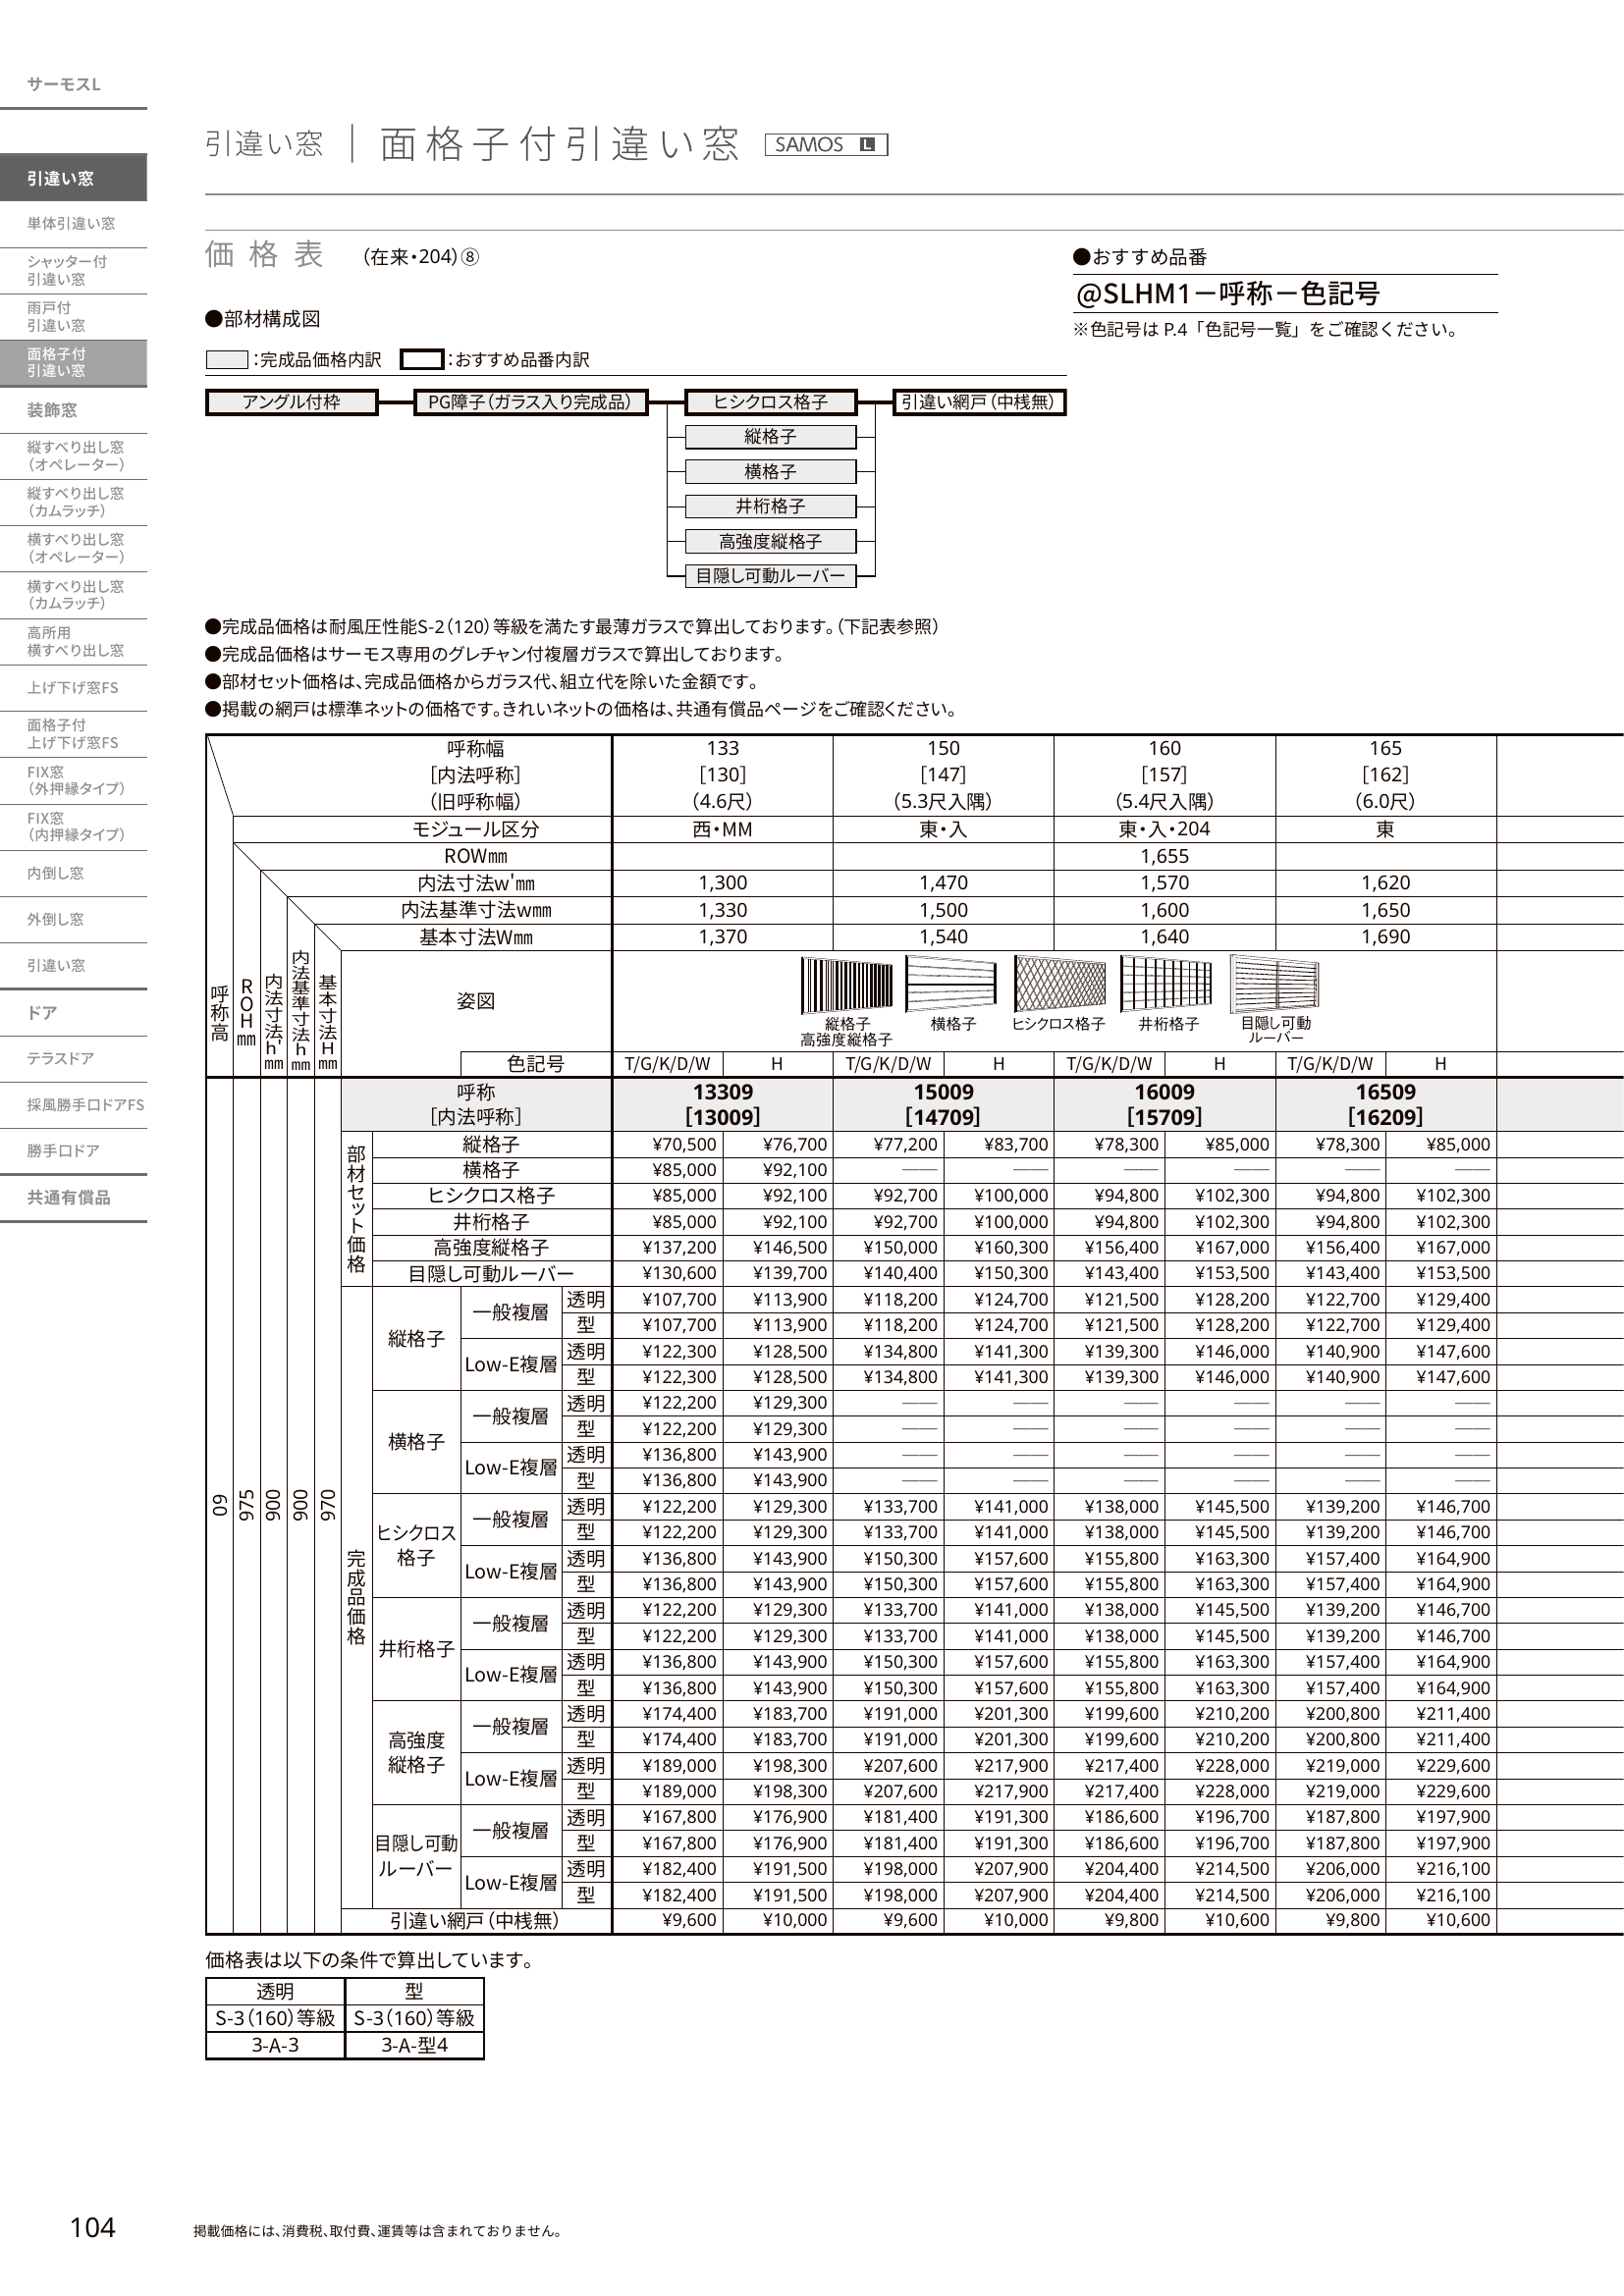 サーモスL
引違い窓
単体引違い窓
シャッター付
引違い窓
雨戸付
引違い窓
面格子付
引違い窓
装飾窓
縦すべり出し窓
（オペレーター）
縦すべり出し窓
（カムラッチ）
横すべり出し窓
（オペレーター）
横すべり出し窓
（カムラッチ）
高所用
横すべり出し窓
上げ下げ窓FS
面格子付
上げ下げ窓FS
FIX窓
（外押縁タイプ）
FIX窓
（内押縁タイプ）
内倒し窓
外倒し窓
引違い窓
ドア
テラスドア
採風勝手口ドアFS
勝手口ドア
共通有償品
引違い窓｜面格子付引違い窓 SAMOS L
価格表 （在来・204）⑧
●おすすめ品番
@SLHM1－呼称－色記号
※色記号は P.4「色記号一覧」をご確認ください。
●部材構成図
：完成品価格内訳 ：おすすめ品番内訳
アングル付枠 PG障子（ガラス入り完成品） ヒシクロス格子 引違い網戸（中桟無）
縦格子
横格子
井桁格子
高強度縦格子
目隠し可動ルーバー
●完成品価格は耐風圧性能S-2（120）等級を満たす最薄ガラスで算出しております。（下記表参照）
●完成品価格はサーモス専用のグレチャン付複層ガラスで算出しております。
●部材セット価格は、完成品価格からガラス代、組立代を除いた金額です。
●掲載の網戸は標準ネットの価格です。きれいネットの価格は、共通有償品ページをご確認ください。
呼称幅 133 150 160 165
［内法呼称］ ［130］ ［147］ ［157］ ［162］
（旧呼称幅） （4.6尺） （5.3尺入隅） （5.4尺入隅） （6.0尺）
モジュール区分 西・MM 東・入 東・入・204 東
ROW㎜ 1,655
内法寸法w'㎜ 1,300 1,470 1,570 1,620
内法基準寸法w㎜ 1,330 1,500 1,600 1,650
基本寸法W㎜ 1,370 1,540 1,640 1,690
呼称高 ROH㎜ 内法寸法h'㎜ 内法基準寸法h㎜ 基本寸法H㎜
姿図
縦格子
高強度縦格子
横格子
ヒシクロス格子
井桁格子
目隠し可動
ルーバー
色記号 T/G/K/D/W H T/G/K/D/W H T/G/K/D/W H T/G/K/D/W H
呼称 13309 15009 16009 16509
［内法呼称］ ［13009］ ［14709］ ［15709］ ［16209］
09 975 900 900 970
部材セット価格
縦格子 ¥70,500 ¥76,700 ¥77,200 ¥83,700 ¥78,300 ¥85,000 ¥78,300 ¥85,000
横格子 ¥85,000 ¥92,100 —— —— —— —— —— ——
ヒシクロス格子 ¥85,000 ¥92,100 ¥92,700 ¥100,000 ¥94,800 ¥102,300 ¥94,800 ¥102,300
井桁格子 ¥85,000 ¥92,100 ¥92,700 ¥100,000 ¥94,800 ¥102,300 ¥94,800 ¥102,300
高強度縦格子 ¥137,200 ¥146,500 ¥150,000 ¥160,300 ¥156,400 ¥167,000 ¥156,400 ¥167,000
目隠し可動ルーバー ¥130,600 ¥139,700 ¥140,400 ¥150,300 ¥143,400 ¥153,500 ¥143,400 ¥153,500
完成品価格
縦格子 一般複層 透明 ¥107,700 ¥113,900 ¥118,200 ¥124,700 ¥121,500 ¥128,200 ¥122,700 ¥129,400
型 ¥107,700 ¥113,900 ¥118,200 ¥124,700 ¥121,500 ¥128,200 ¥122,700 ¥129,400
Low-E複層 透明 ¥122,300 ¥128,500 ¥134,800 ¥141,300 ¥139,300 ¥146,000 ¥140,900 ¥147,600
型 ¥122,300 ¥128,500 ¥134,800 ¥141,300 ¥139,300 ¥146,000 ¥140,900 ¥147,600
横格子 一般複層 透明 ¥122,200 ¥129,300 —— —— —— —— —— ——
型 ¥122,200 ¥129,300 —— —— —— —— —— ——
Low-E複層 透明 ¥136,800 ¥143,900 —— —— —— —— —— ——
型 ¥136,800 ¥143,900 —— —— —— —— —— ——
ヒシクロス
格子 一般複層 透明 ¥122,200 ¥129,300 ¥133,700 ¥141,000 ¥138,000 ¥145,500 ¥139,200 ¥146,700
型 ¥122,200 ¥129,300 ¥133,700 ¥141,000 ¥138,000 ¥145,500 ¥139,200 ¥146,700
Low-E複層 透明 ¥136,800 ¥143,900 ¥150,300 ¥157,600 ¥155,800 ¥163,300 ¥157,400 ¥164,900
型 ¥136,800 ¥143,900 ¥150,300 ¥157,600 ¥155,800 ¥163,300 ¥157,400 ¥164,900
井桁格子 一般複層 透明 ¥122,200 ¥129,300 ¥133,700 ¥141,000 ¥138,000 ¥145,500 ¥139,200 ¥146,700
型 ¥122,200 ¥129,300 ¥133,700 ¥141,000 ¥138,000 ¥145,500 ¥139,200 ¥146,700
Low-E複層 透明 ¥136,800 ¥143,900 ¥150,300 ¥157,600 ¥155,800 ¥163,300 ¥157,400 ¥164,900
型 ¥136,800 ¥143,900 ¥150,300 ¥157,600 ¥155,800 ¥163,300 ¥157,400 ¥164,900
高強度
縦格子 一般複層 透明 ¥174,400 ¥183,700 ¥191,000 ¥201,300 ¥199,600 ¥210,200 ¥200,800 ¥211,400
型 ¥174,400 ¥183,700 ¥191,000 ¥201,300 ¥199,600 ¥210,200 ¥200,800 ¥211,400
Low-E複層 透明 ¥189,000 ¥198,300 ¥207,600 ¥217,900 ¥217,400 ¥228,000 ¥219,000 ¥229,600
型 ¥189,000 ¥198,300 ¥207,600 ¥217,900 ¥217,400 ¥228,000 ¥219,000 ¥229,600
目隠し可動
ルーバー 一般複層 透明 ¥167,800 ¥176,900 ¥181,400 ¥191,300 ¥186,600 ¥196,700 ¥187,800 ¥197,900
型 ¥167,800 ¥176,900 ¥181,400 ¥191,300 ¥186,600 ¥196,700 ¥187,800 ¥197,900
Low-E複層 透明 ¥182,400 ¥191,500 ¥198,000 ¥207,900 ¥204,400 ¥214,500 ¥206,000 ¥216,100
型 ¥182,400 ¥191,500 ¥198,000 ¥207,900 ¥204,400 ¥214,500 ¥206,000 ¥216,100
引違い網戸（中桟無） ¥9,600 ¥10,000 ¥9,600 ¥10,000 ¥9,800 ¥10,600 ¥9,800 ¥10,600
価格表は以下の条件で算出しています。
透明 型
S-3（160）等級 S-3（160）等級
3-A-3 3-A-型4
104
掲載価格には、消費税、取付費、運賃等は含まれておりません。